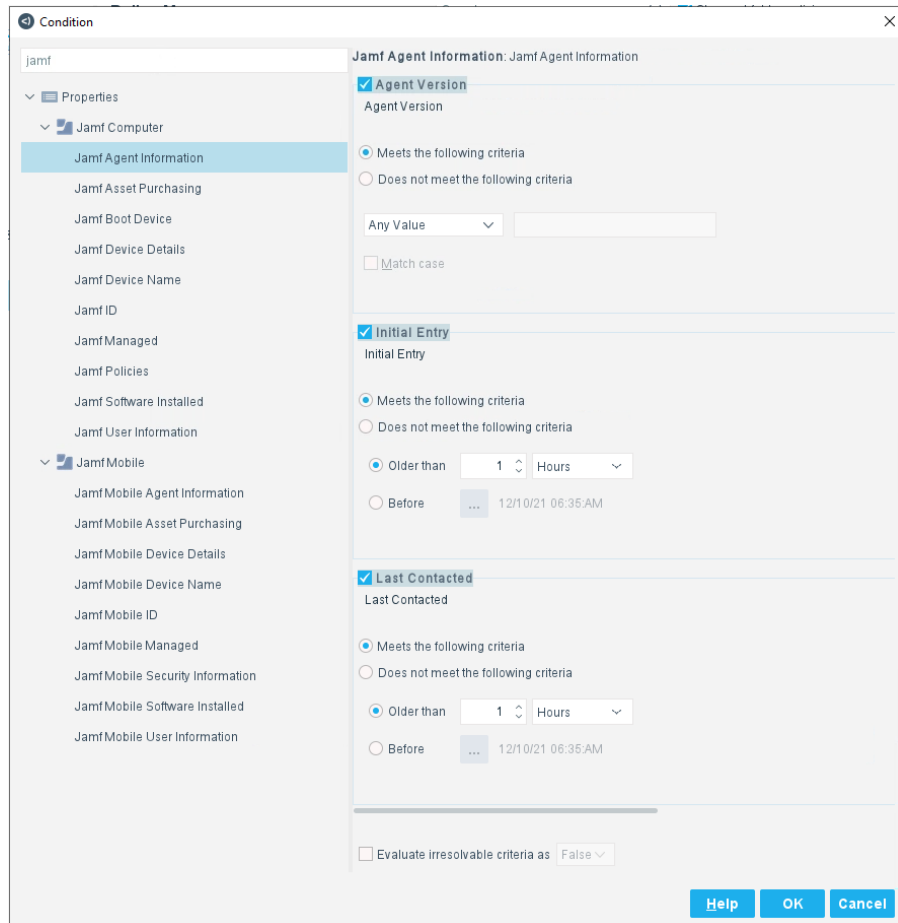 Condition
jamf
Properties
Jamf Computer
Jamf Agent Information
Jamf Asset Purchasing
Jamf Boot Device
Jamf Device Details
Jamf Device Name
Jamf ID
Jamf Managed
Jamf Policies
Jamf Software Installed
Jamf User Information
Jamf Mobile
Jamf Mobile Agent Information
Jamf Mobile Asset Purchasing
Jamf Mobile Device Details
Jamf Mobile Device Name
Jamf Mobile ID
Jamf Mobile Managed
Jamf Mobile Security Information
Jamf Mobile Software Installed
Jamf Mobile User Information
Jamf Agent Information: Jamf Agent Information
Agent Version
Agent Version
Meets the following criteria
Does not meet the following criteria
Any Value
Match case
Initial Entry
Initial Entry
Meets the following criteria
Does not meet the following criteria
Older than 1 Hours
Before ... 12/10/21 06:35:AM
Last Contacted
Last Contacted
Meets the following criteria
Does not meet the following criteria
Older than 1 Hours
Before ... 12/10/21 06:35:AM
Evaluate irresolvable criteria as False
Help OK Cancel